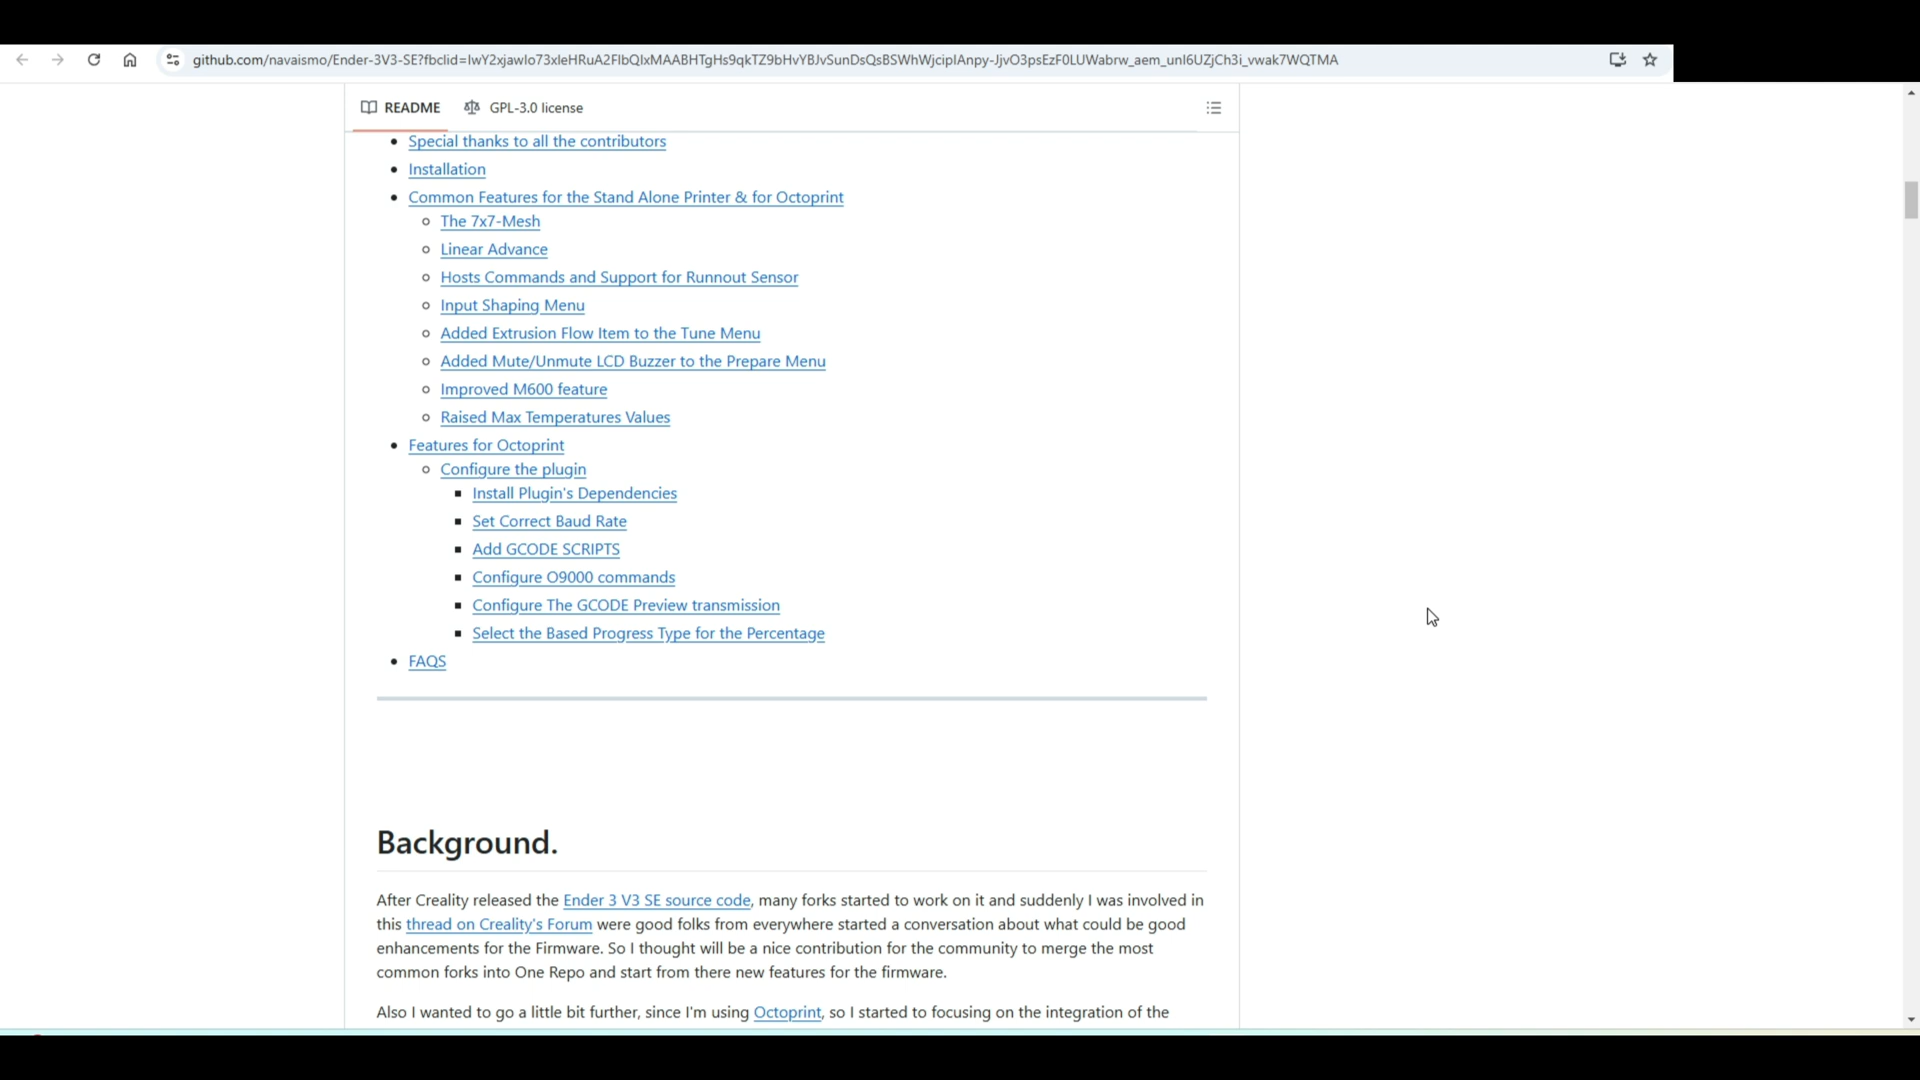 github.com/navaismo/Ender-3V3-SE?fbclid=IwY2xjawIo73xleHRuA2FlbQIxMAABHTgHs9qkTZ9bHvYBJvSunDsQsBSWhWjcipIAnpy-JjvO3psEzF0LUWabrw_aem_unI6UZjCh3i_vwak7WQTMA
README GPL-3.0 license
Special thanks to all the contributors
Installation
Common Features for the Stand Alone Printer & for Octoprint
The 7x7-Mesh
Linear Advance
Hosts Commands and Support for Runnout Sensor
Input Shaping Menu
Added Extrusion Flow Item to the Tune Menu
Added Mute/Unmute LCD Buzzer to the Prepare Menu
Improved M600 feature
Raised Max Temperatures Values
Features for Octoprint
Configure the plugin
Install Plugin's Dependencies
Set Correct Baud Rate
Add GCODE SCRIPTS
Configure O9000 commands
Configure The GCODE Preview transmission
Select the Based Progress Type for the Percentage
FAQS
Background.
After Creality released the Ender 3 V3 SE source code, many forks started to work on it and suddenly I was involved in
this thread on Creality's Forum were good folks from everywhere started a conversation about what could be good
enhancements for the Firmware. So I thought will be a nice contribution for the community to merge the most
common forks into One Repo and start from there new features for the firmware.
Also I wanted to go a little bit further, since I'm using Octoprint, so I started to focusing on the integration of the